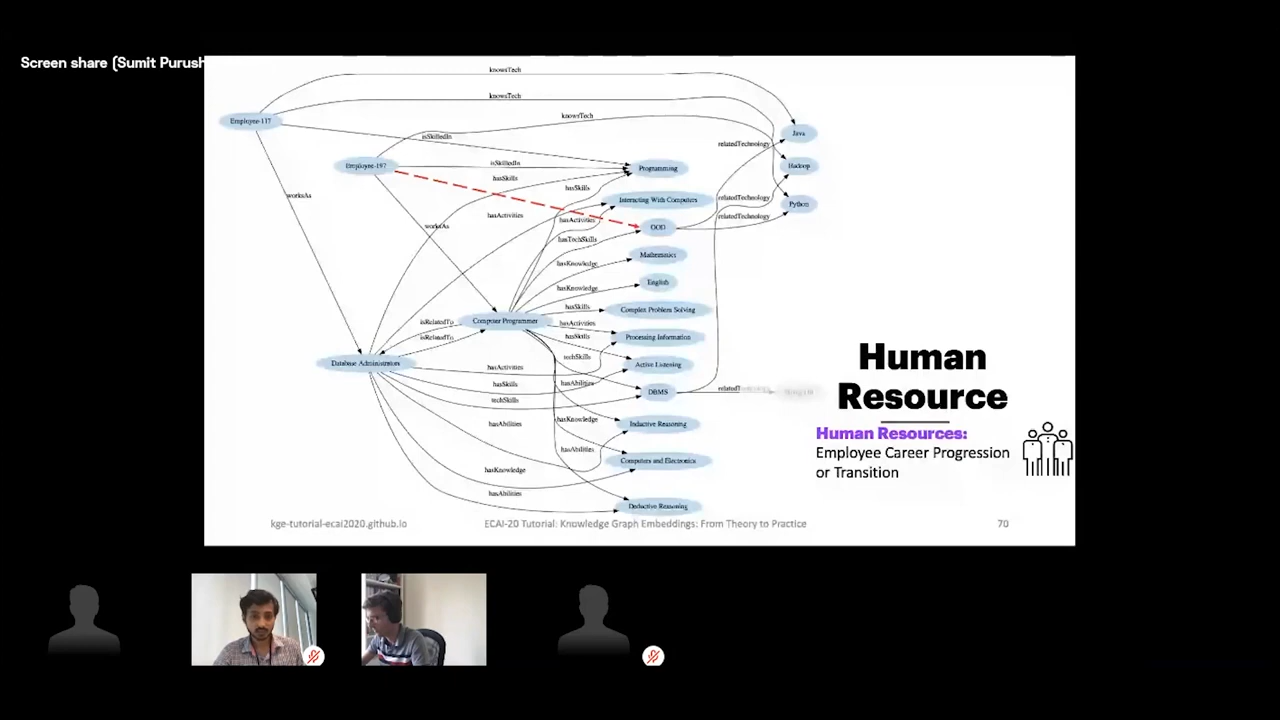 Screen share (Sumit Purush
knowsTech
knowsTech
knowsTech
Employee-137
isSkilledIn
Java
relatedTechnology
Employee-197
isSkilledIn
Programming
Hadoop
hasSkills
hasSkills
worksAs
Interacting With Computers
relatedTechnology
Python
hasActivities
hasActivities
relatedTechnology
worksAs
OOD
hasTechSkills
Mathematics
hasKnowledge
English
hasKnowledge
hasSkills
Complex Problem Solving
isRelatedTo
Computer Programmer
hasActivities
Processing Information
isRelatedTo
hasSkills
techSkills
Database Administrators
hasActivities
Active Listening
hasSkills
hasAbilities
DBMS
techSkills
hasAbilities
hasKnowledge
Inductive Reasoning
hasAbilities
hasKnowledge
Computers and Electronics
hasAbilities
Deductive Reasoning
Human
Resource
Human Resources:
Employee Career Progression
or Transition
kge-tutorial-ecai2020.github.io
ECAI-20 Tutorial: Knowledge Graph Embeddings: From Theory to Practice
70